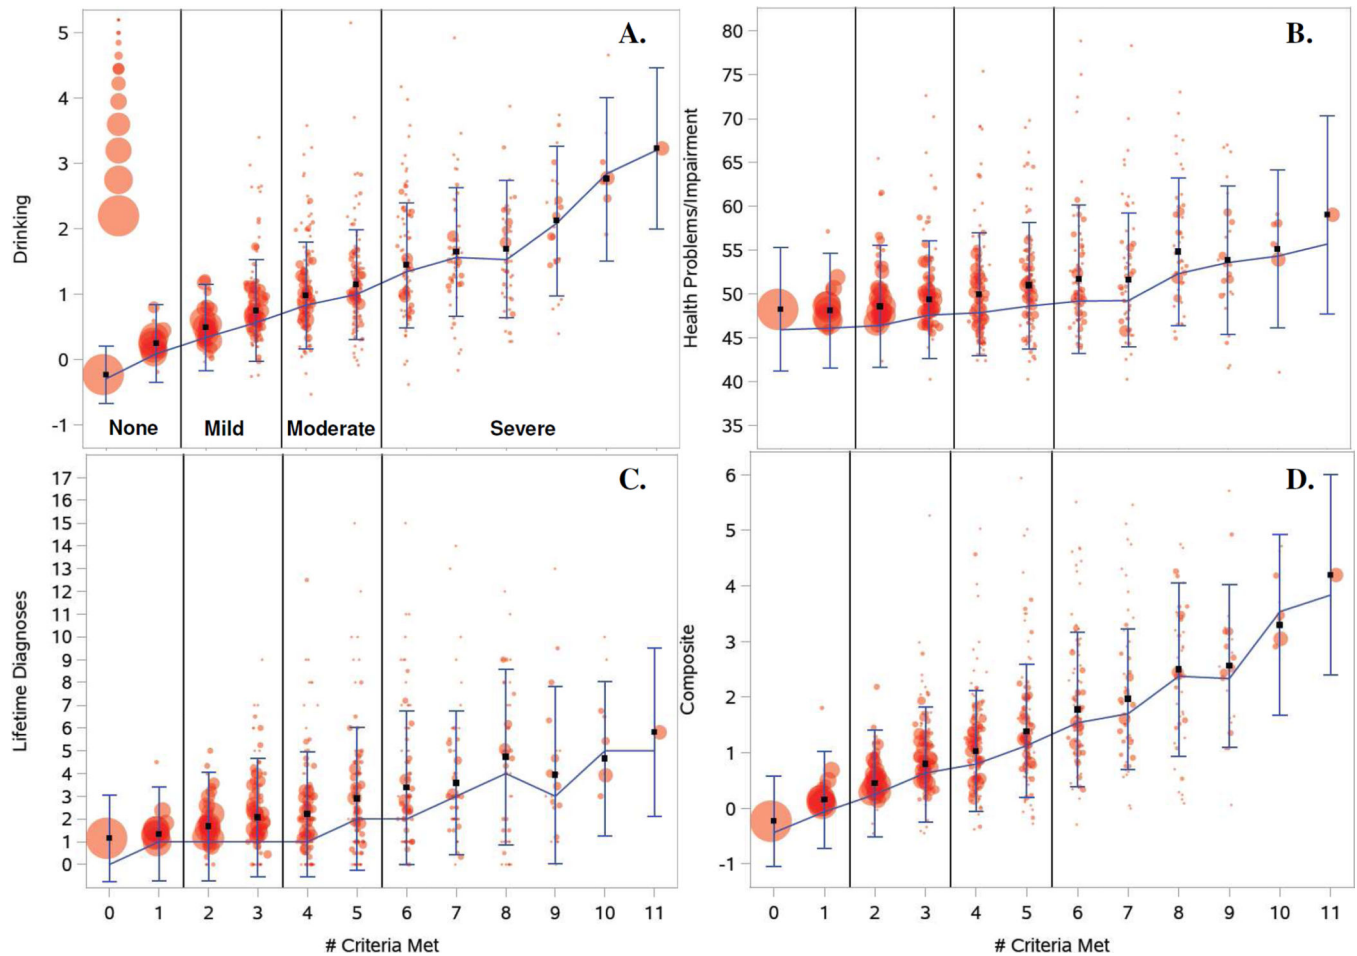 A.
5
4
3
2
1
0
-1
Drinking
None
Mild
Moderate
Severe
B.
80
75
70
65
60
55
50
45
40
35
Health Problems/Impairment
C.
17
16
15
14
13
12
11
10
9
8
7
6
5
4
3
2
1
0
Lifetime Diagnoses
0 1 2 3 4 5 6 7 8 9 10 11
# Criteria Met
D.
6
5
4
3
2
1
0
-1
Composite
0 1 2 3 4 5 6 7 8 9 10 11
# Criteria Met